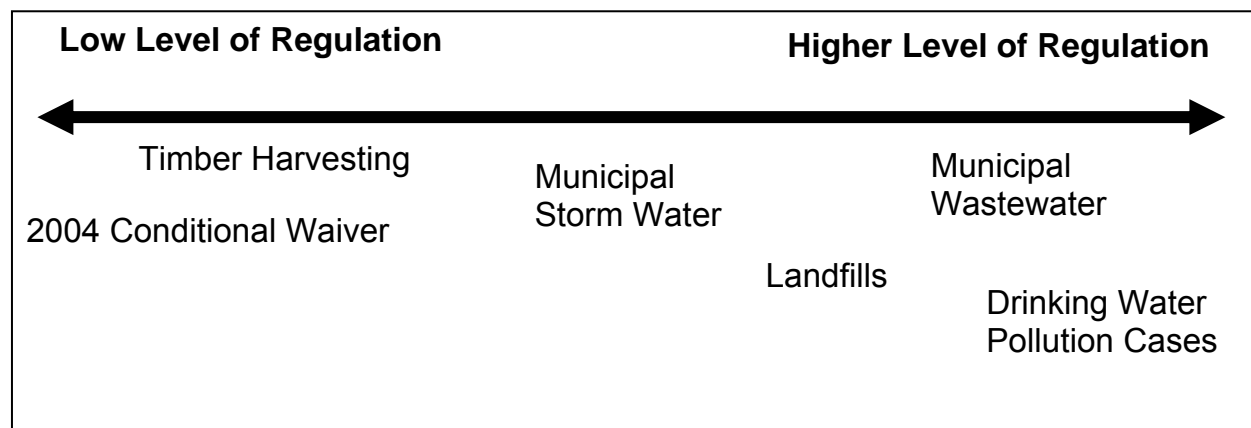 Low Level of Regulation
Higher Level of Regulation
Timber Harvesting
2004 Conditional Waiver
Municipal
Storm Water
Landfills
Municipal
Wastewater
Drinking Water
Pollution Cases